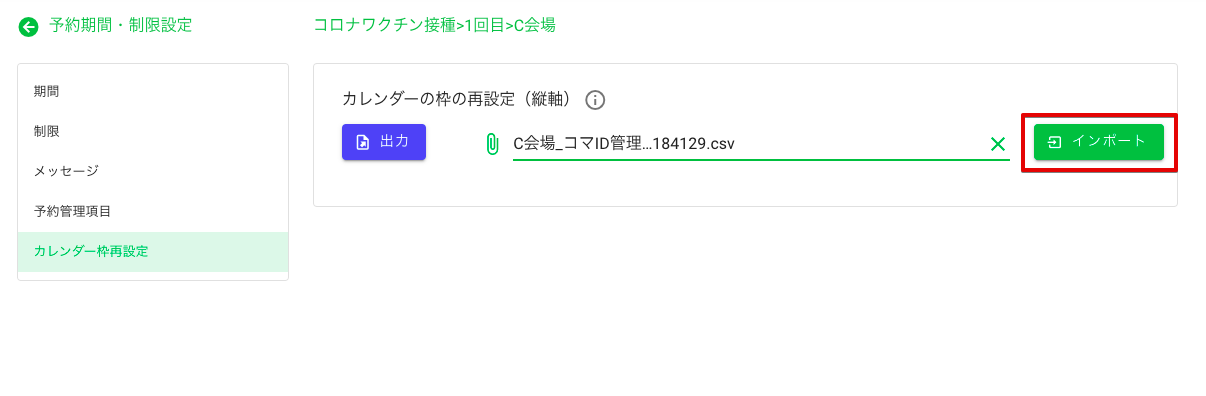 予約期間・制限設定
コロナワクチン接種>1回目>C会場
期間
制限
メッセージ
予約管理項目
カレンダー枠再設定
カレンダーの枠の再設定（縦軸）
出力
C会場_コマID管理...184129.csv
インポート